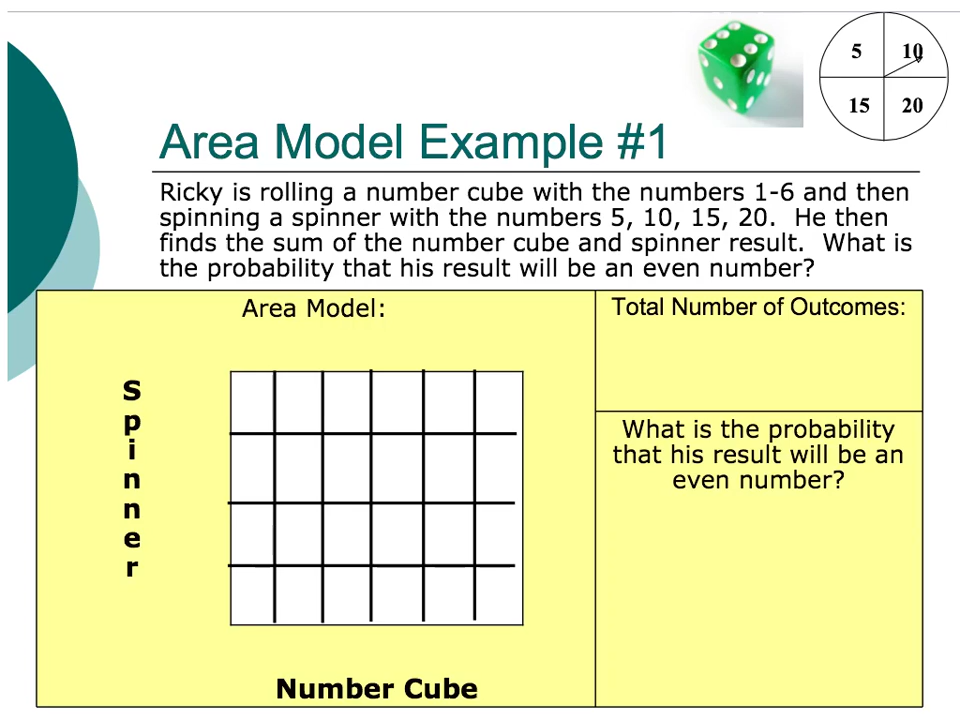 5 10
15 20
Area Model Example #1
Ricky is rolling a number cube with the numbers 1-6 and then
spinning a spinner with the numbers 5, 10, 15, 20. He then
finds the sum of the number cube and spinner result. What is
the probability that his result will be an even number?
Area Model:
Spinner
Number Cube
Total Number of Outcomes:
What is the probability
that his result will be an
even number?